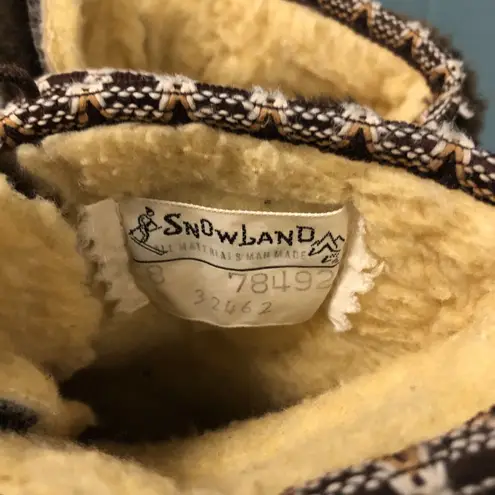 SNOWLAND
ALL MATERIALS MAN MADE
8 78492
32462